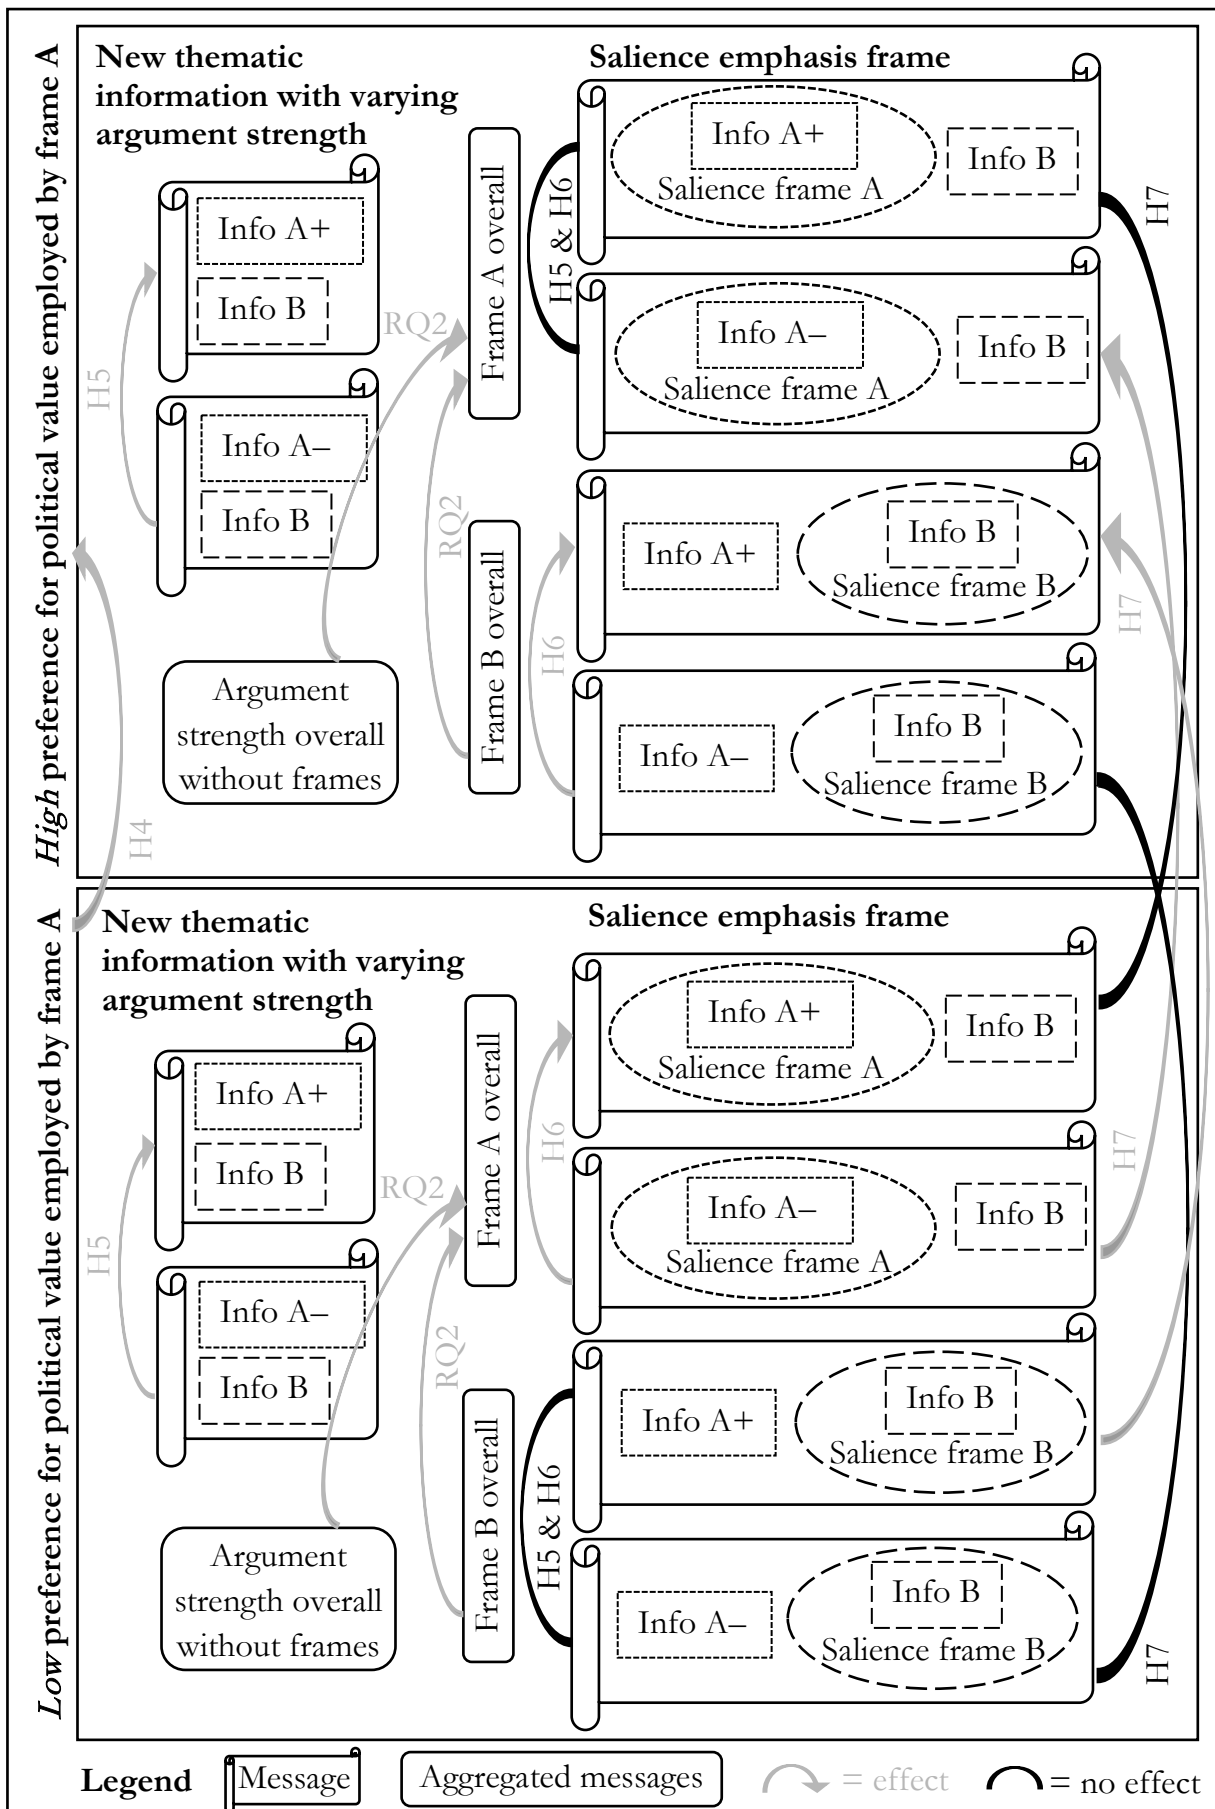 High preference for political value employed by frame A
New thematic
information with varying
argument strength
Salience emphasis frame
Info A+
Info B
H5
Info A–
Info B
RQ2
Frame A overall
RQ2
Frame B overall
Argument
strength overall
without frames
H5 & H6
Info A+
Salience frame A
Info B
H7
Info A–
Salience frame A
Info B
H6
Info A+
Info B
Salience frame B
H7
Info A–
Info B
Salience frame B
H4
Low preference for political value employed by frame A
New thematic
information with varying
argument strength
Salience emphasis frame
Info A+
Info B
H5
Info A–
Info B
RQ2
Frame A overall
RQ2
Frame B overall
Argument
strength overall
without frames
H6
Info A+
Salience frame A
Info B
Info A–
Salience frame A
Info B
H7
H5 & H6
Info A+
Info B
Salience frame B
Info A–
Info B
Salience frame B
H7
Legend
Message
Aggregated messages
= effect
= no effect